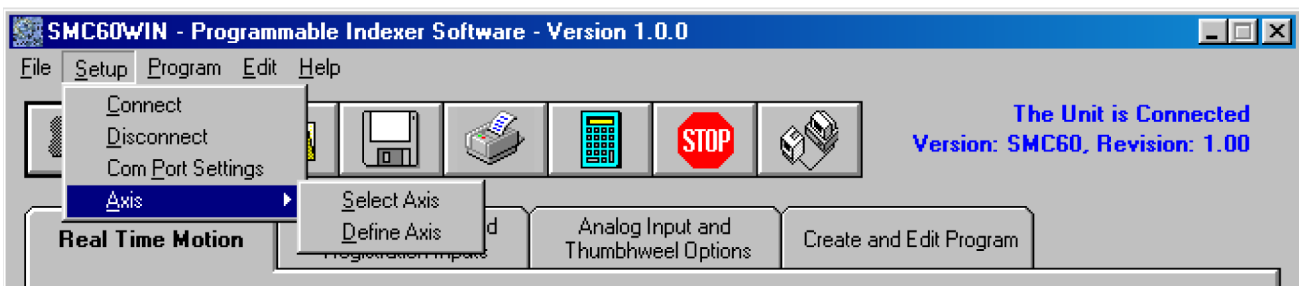 SMC60WIN - Programmable Indexer Software - Version 1.0.0
File Setup Program Edit Help
Connect
Disconnect
Com Port Settings
Axis
Select Axis
Define Axis
STOP
The Unit is Connected
Version: SMC60, Revision: 1.00
Real Time Motion
Analog Input and
Thumbhweel Options
Create and Edit Program